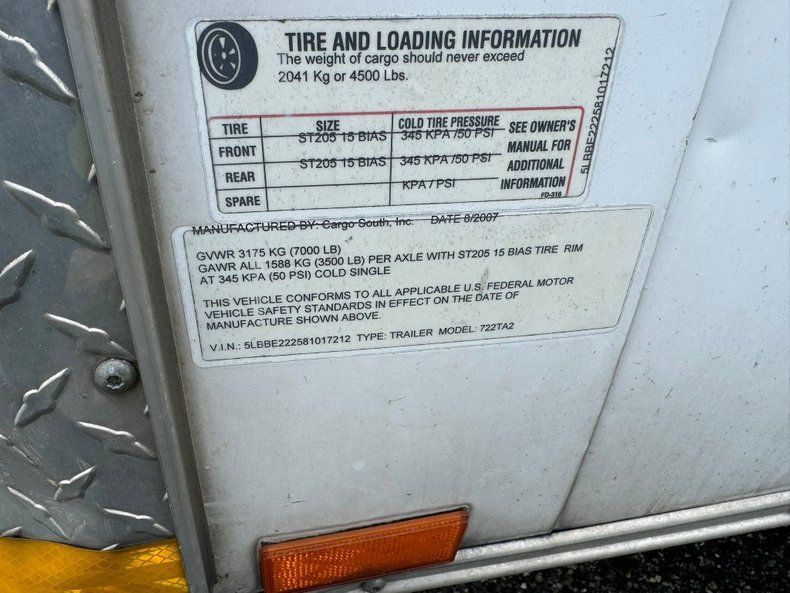 TIRE AND LOADING INFORMATION
The weight of cargo should never exceed
2041 Kg or 4500 Lbs.
TIRE SIZE COLD TIRE PRESSURE SEE OWNER'S
FRONT ST205 15 BIAS 345 KPA /50 PSI MANUAL FOR
REAR ST205 15 BIAS 345 KPA /50 PSI ADDITIONAL
SPARE KPA / PSI INFORMATION
FD-316
5LBBE222581017212
MANUFACTURED BY: Cargo South, Inc. DATE 8/2007
GVWR 3175 KG (7000 LB)
GAWR ALL 1588 KG (3500 LB) PER AXLE WITH ST205 15 BIAS TIRE RIM
AT 345 KPA (50 PSI) COLD SINGLE
THIS VEHICLE CONFORMS TO ALL APPLICABLE U.S. FEDERAL MOTOR
VEHICLE SAFETY STANDARDS IN EFFECT ON THE DATE OF
MANUFACTURE SHOWN ABOVE.
V.I.N.: 5LBBE222581017212 TYPE: TRAILER MODEL: 722TA2